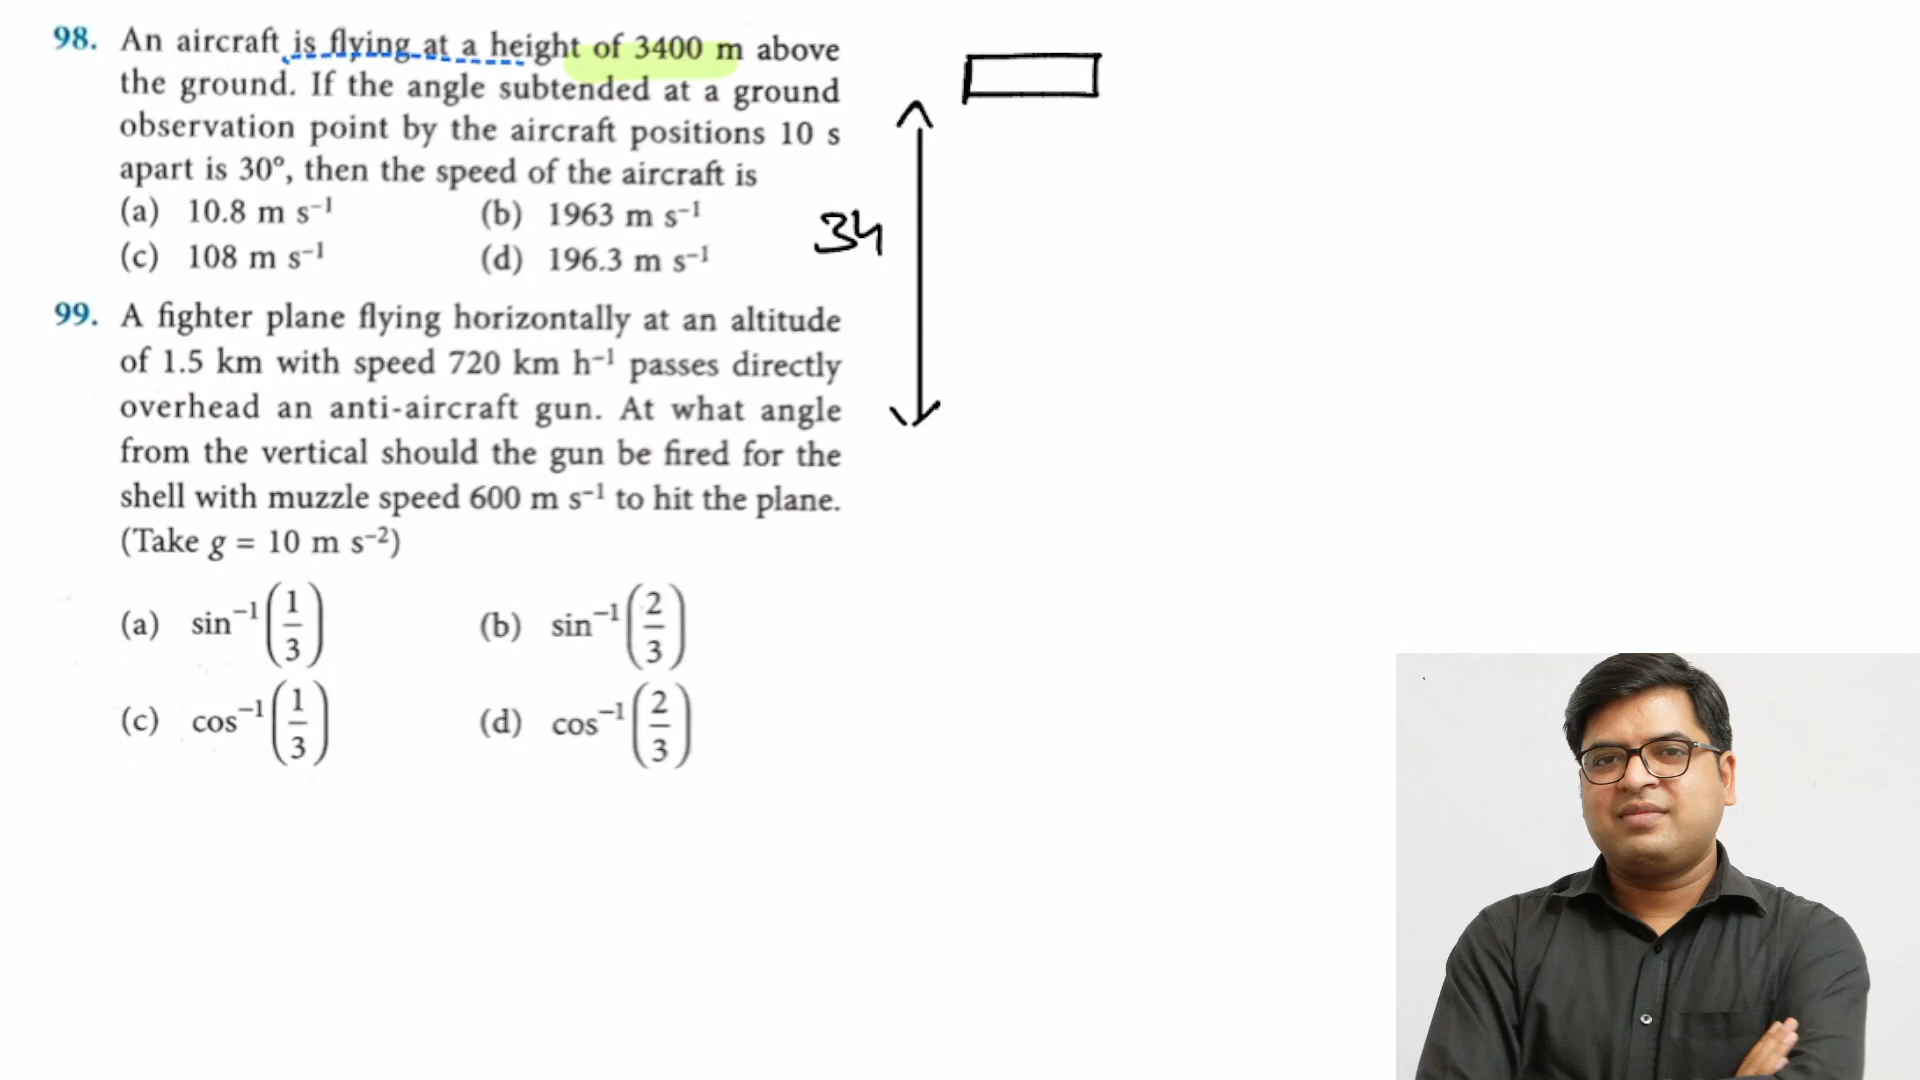 98. An aircraft is flying at a height of 3400 m above
the ground. If the angle subtended at a ground
observation point by the aircraft positions 10 s
apart is 30°, then the speed of the aircraft is
(a) 10.8 m s⁻¹ (b) 1963 m s⁻¹
(c) 108 m s⁻¹ (d) 196.3 m s⁻¹
34
99. A fighter plane flying horizontally at an altitude
of 1.5 km with speed 720 km h⁻¹ passes directly
overhead an anti-aircraft gun. At what angle
from the vertical should the gun be fired for the
shell with muzzle speed 600 m s⁻¹ to hit the plane.
(Take g = 10 m s⁻²)
(a) sin⁻¹(1/3) (b) sin⁻¹(2/3)
(c) cos⁻¹(1/3) (d) cos⁻¹(2/3)